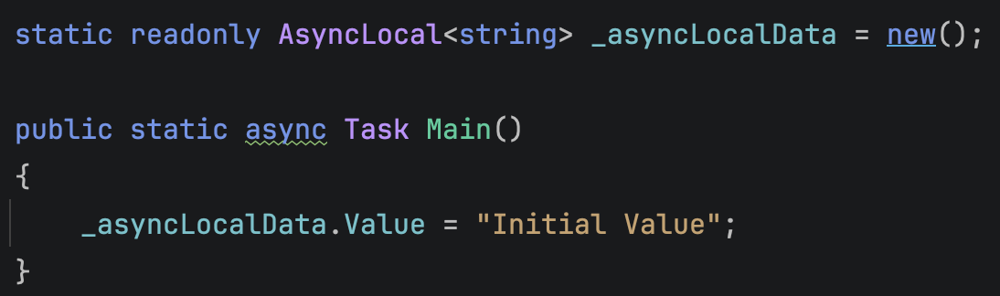 static readonly AsyncLocal<string> _asyncLocalData = new();
public static async Task Main()
{
    _asyncLocalData.Value = "Initial Value";
}